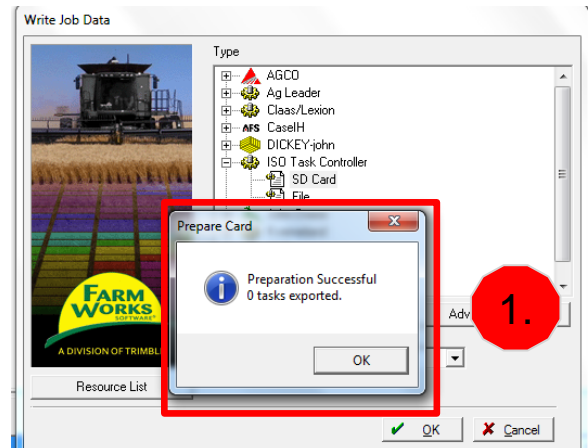 Write Job Data
Type
AGCO
Ag Leader
Claas/Lexion
AFS CaseIH
DICKEY-john
ISO Task Controller
SD Card
File
Prepare Card
Preparation Successful
0 tasks exported.
OK
Adv
1.
FARM
WORKS
SOFTWARE
A DIVISION OF TRIMBL
Resource List
OK
Cancel